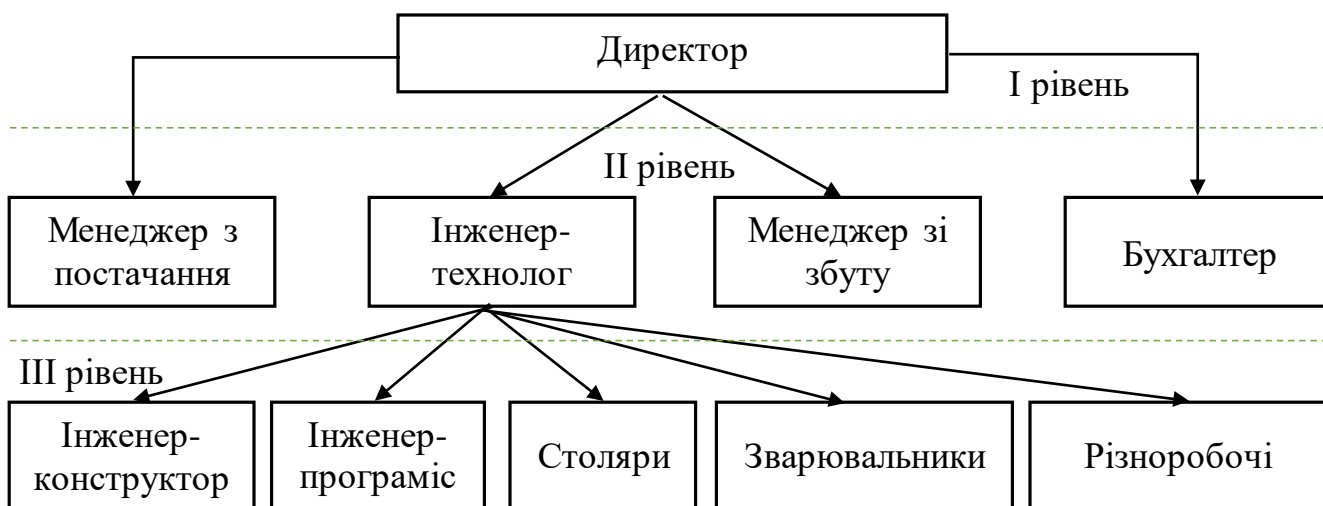 Директор
І рівень
ІІ рівень
Менеджер з
постачання
Інженер-
технолог
Менеджер зі
збуту
Бухгалтер
ІІІ рівень
Інженер-
конструктор
Інженер-
програміс
Столяри
Зварювальники
Різноробочі